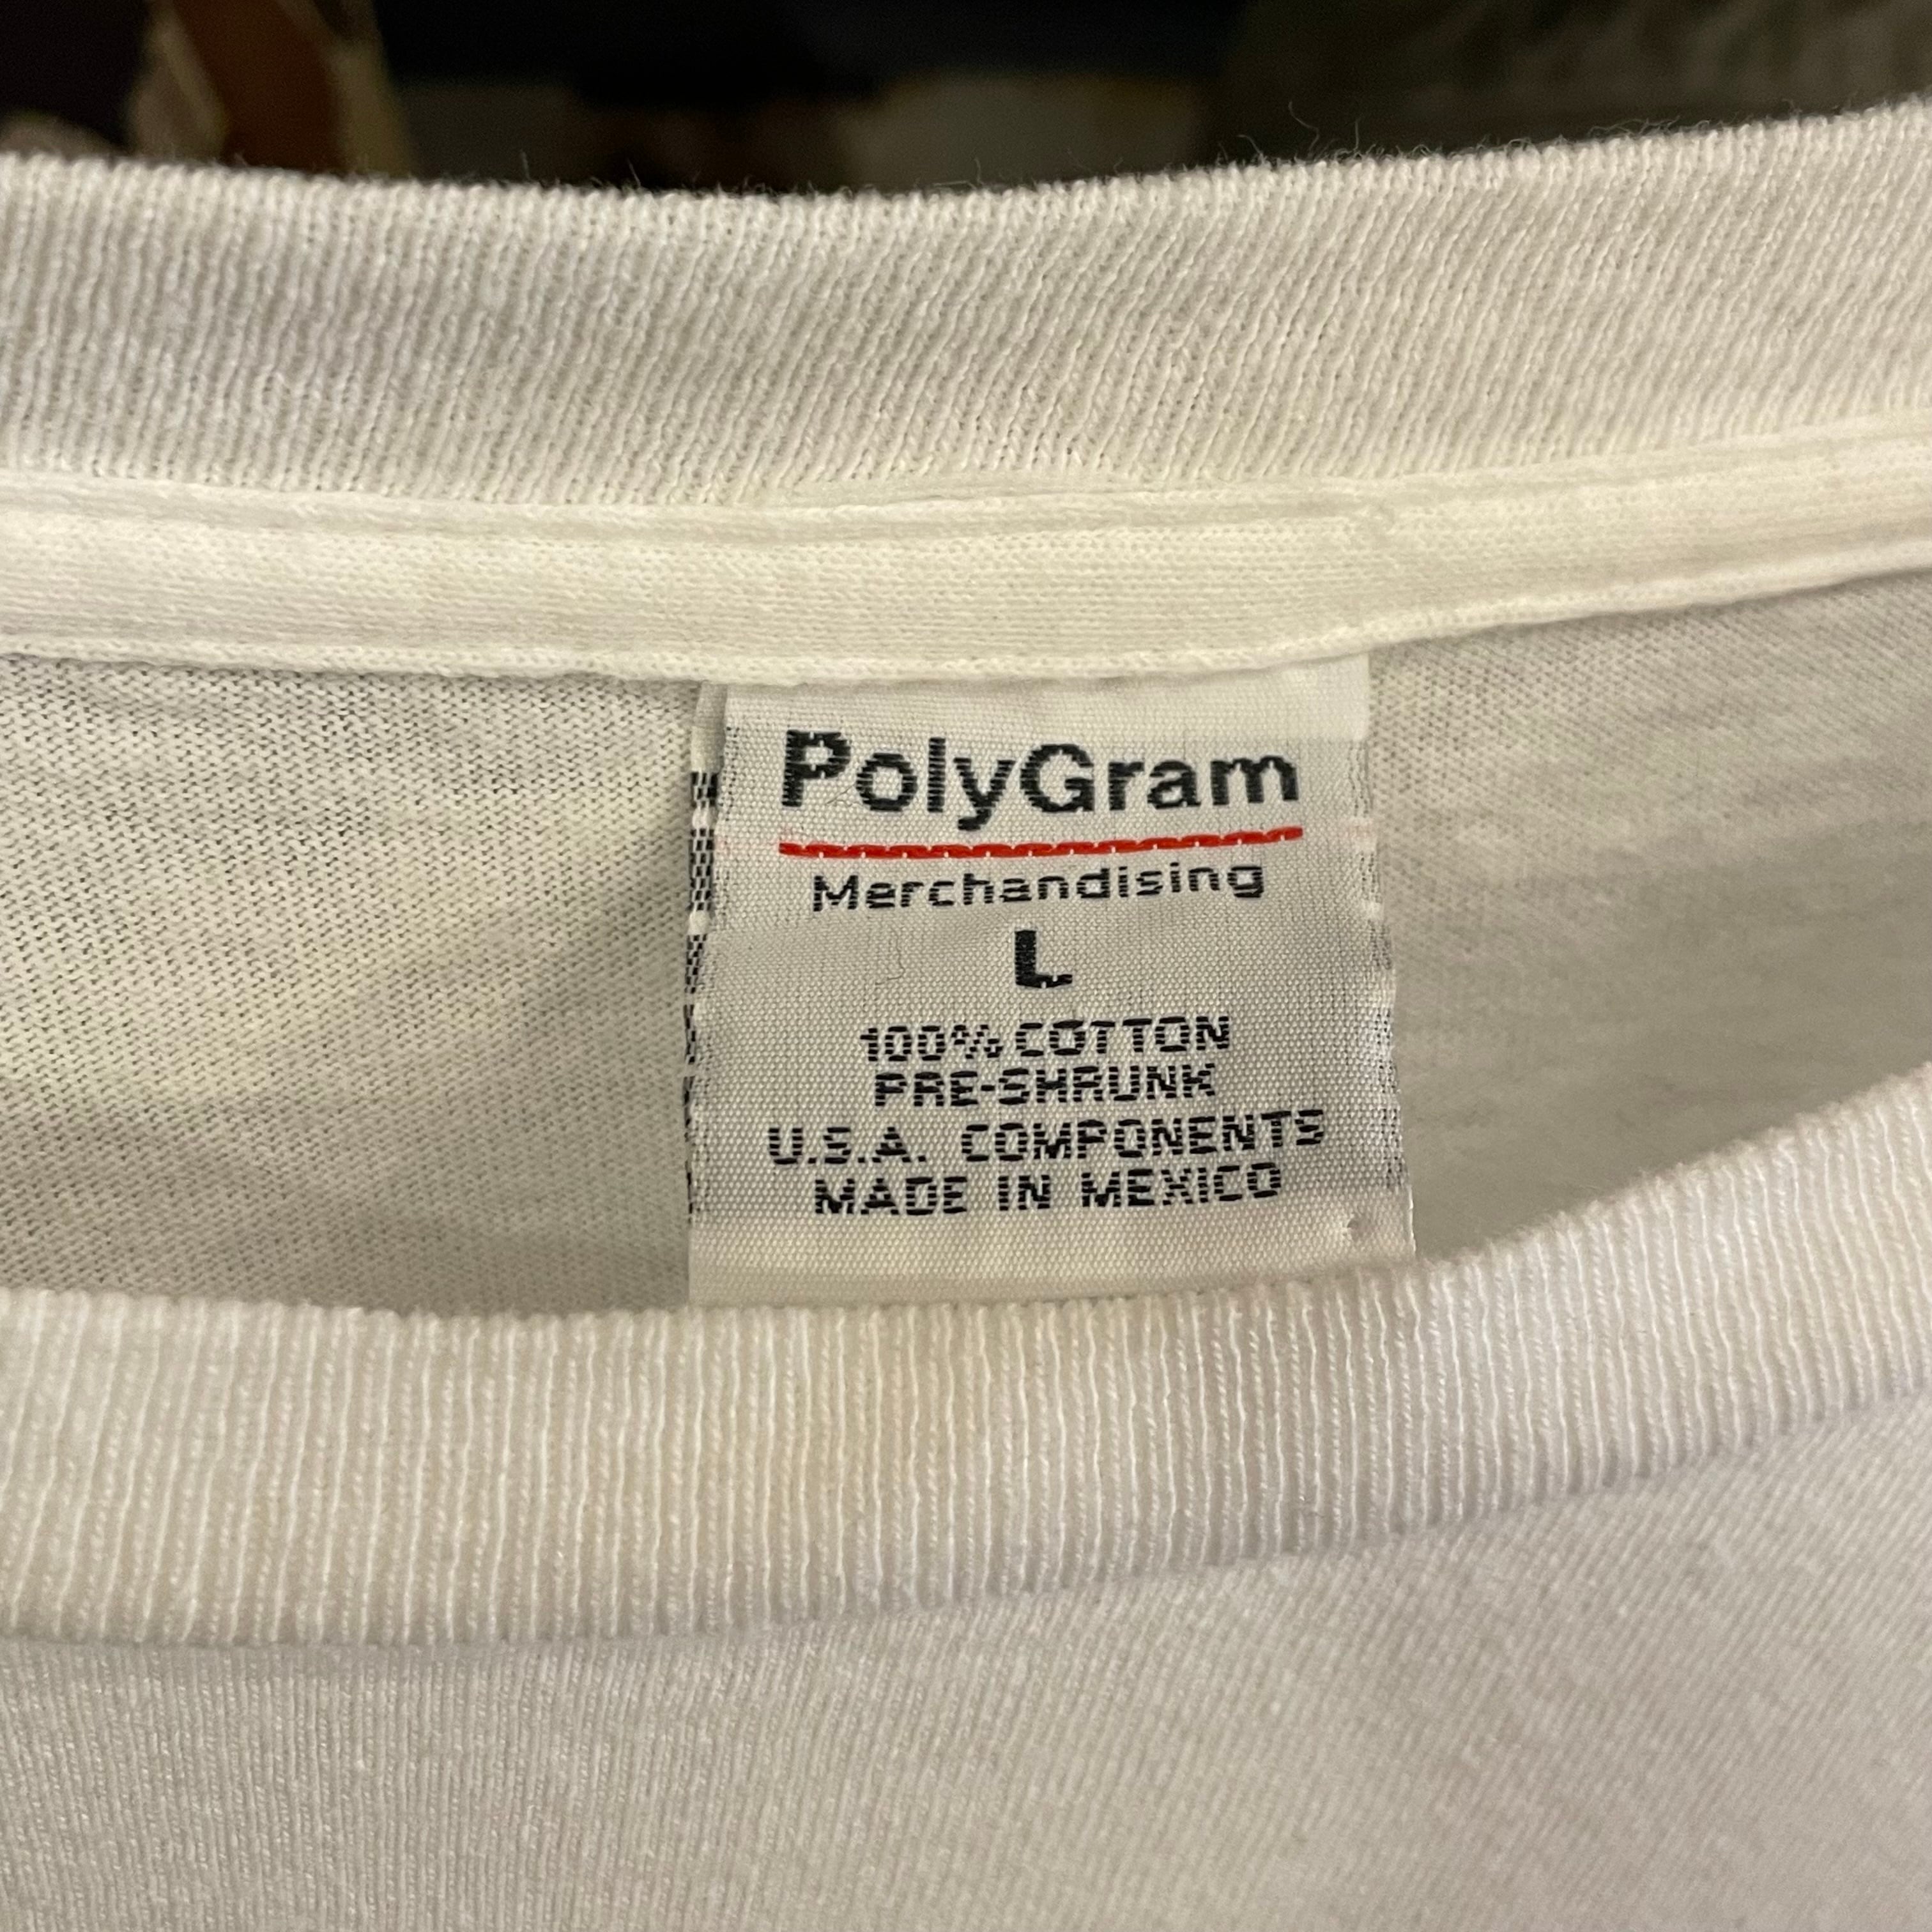 PolyGram
Merchandising
L
100% COTTON
PRE-SHRUNK
U.S.A. COMPONENTS
MADE IN MEXICO